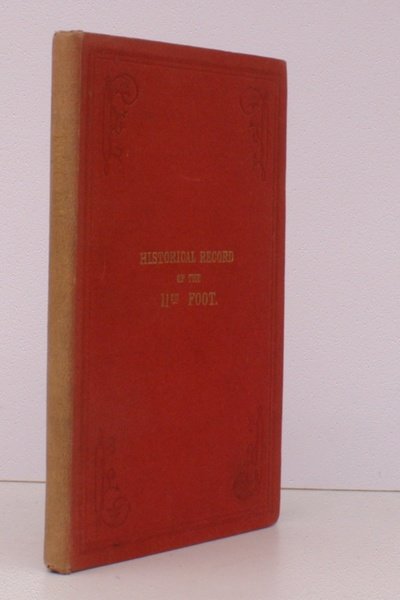 HISTORICAL RECORD
OF THE
11TH FOOT.